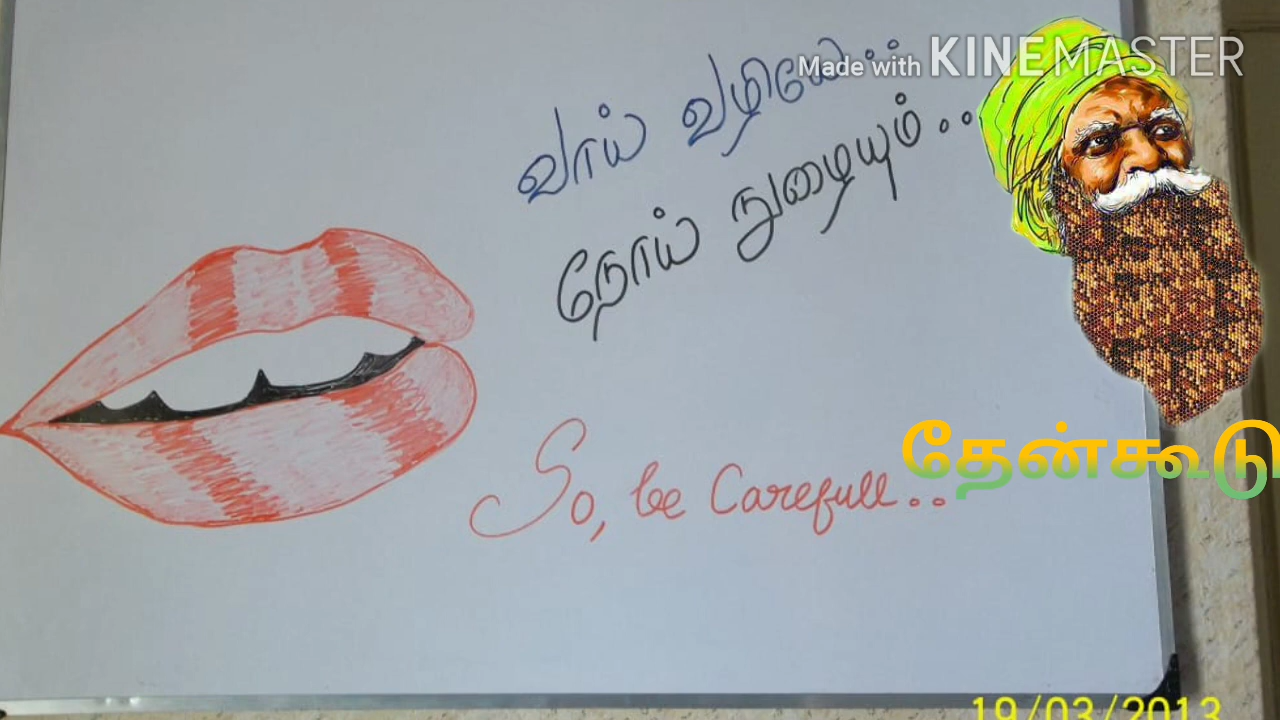 Made with KINEMASTER
வாய் வழியே..
நோய் நுழையும்..
தேன்கூடு
So, be Carefull..
19/03/2013